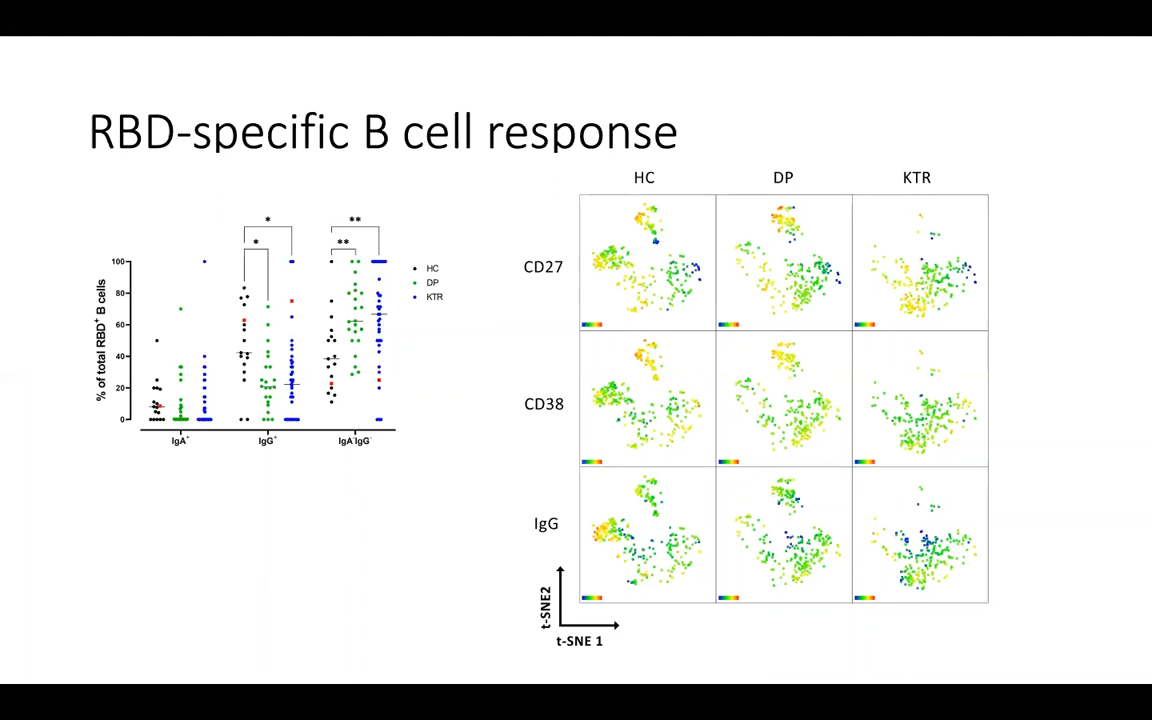 RBD-specific B cell response
% of total RBD⁺ B cells
100
80
60
40
20
0
*
*
**
**
IgA⁺
IgG⁺
IgA⁻IgG⁻
HC
DP
KTR
HC DP KTR
CD27
CD38
IgG
t-SNE2
t-SNE 1